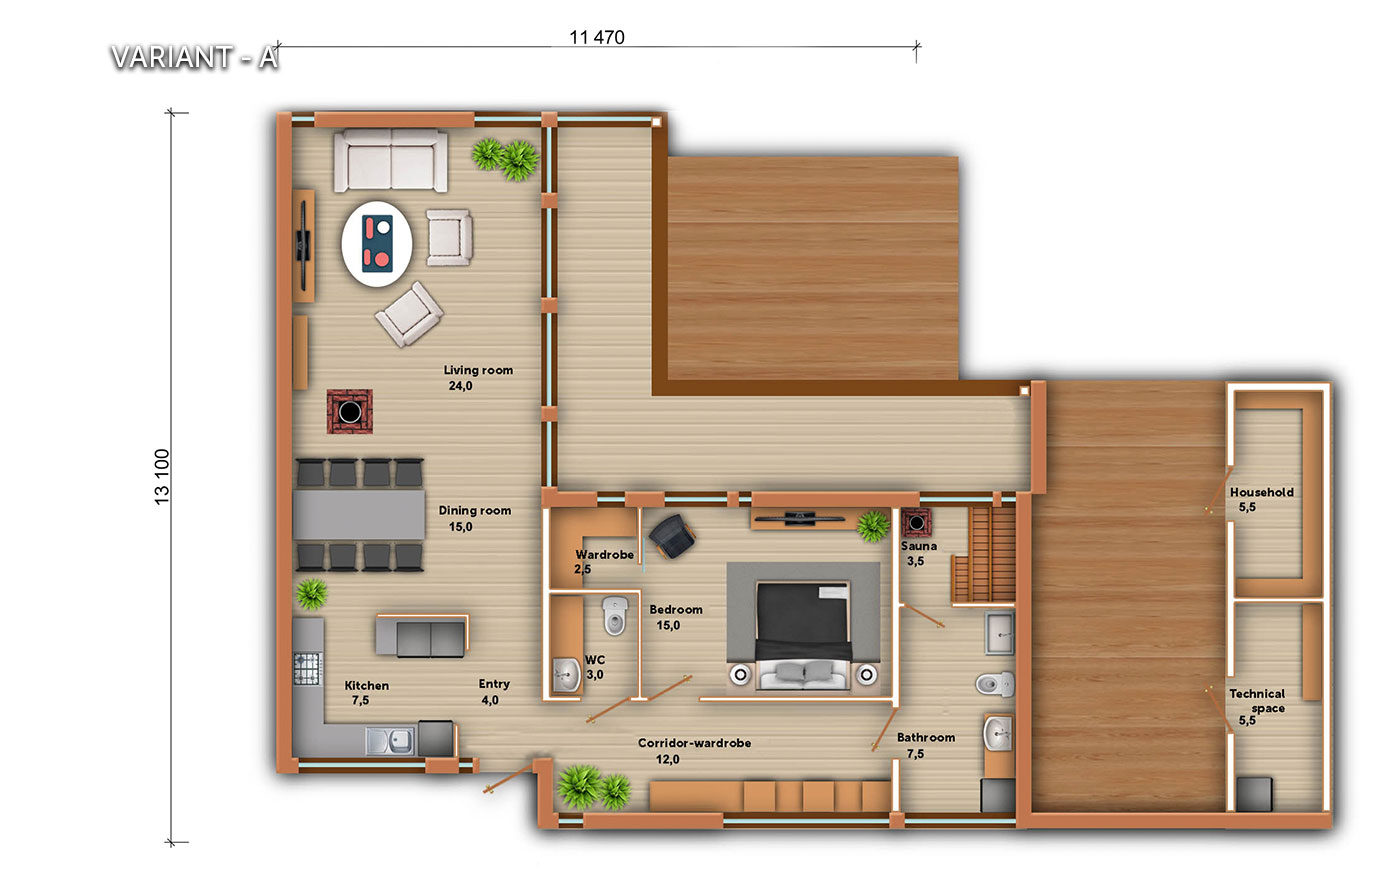 VARIANT - A
11 470
13 100
Living room
24,0
Dining room
15,0
Wardrobe
2,5
Bedroom
15,0
Sauna
3,5
Household
5,5
WC
3,0
Kitchen
7,5
Entry
4,0
Technical
space
5,5
Corridor-wardrobe
12,0
Bathroom
7,5